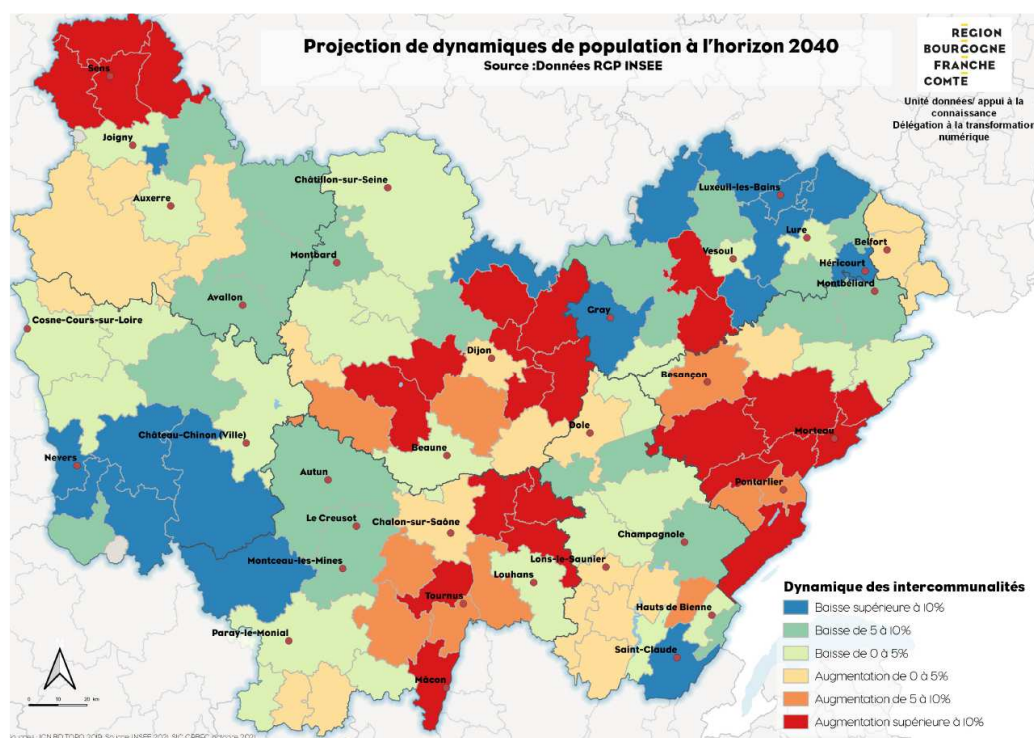 Projection de dynamiques de population à l'horizon 2040
Source :Données RGP INSEE
REGION
BOURGOGNE
FRANCHE
COMTE
Unité données/ appui à la
connaissance
Délégation à la transformation
numérique
Sens
Joigny
Châtillon-sur-Seine
Luxeuil-les-Bains
Auxerre
Lure
Vesoul
Belfort
Montbard
Héricourt
Montbéliard
Avallon
Gray
Cosne-Cours-sur-Loire
Dijon
Besançon
Dole
Château-Chinon (Ville)
Morteau
Beaune
Nevers
Autun
Pontarlier
Le Creusot
Chalon-sur-Saône
Champagnole
Montceau-les-Mines
Lons-le-Saunier
Louhans
Tournus
Hauts de Bienne
Paray-le-Monial
Saint-Claude
Mâcon
Dynamique des intercommunalités
Baisse supérieure à 10%
Baisse de 5 à 10%
Baisse de 0 à 5%
Augmentation de 0 à 5%
Augmentation de 5 à 10%
Augmentation supérieure à 10%
0 10 20 km